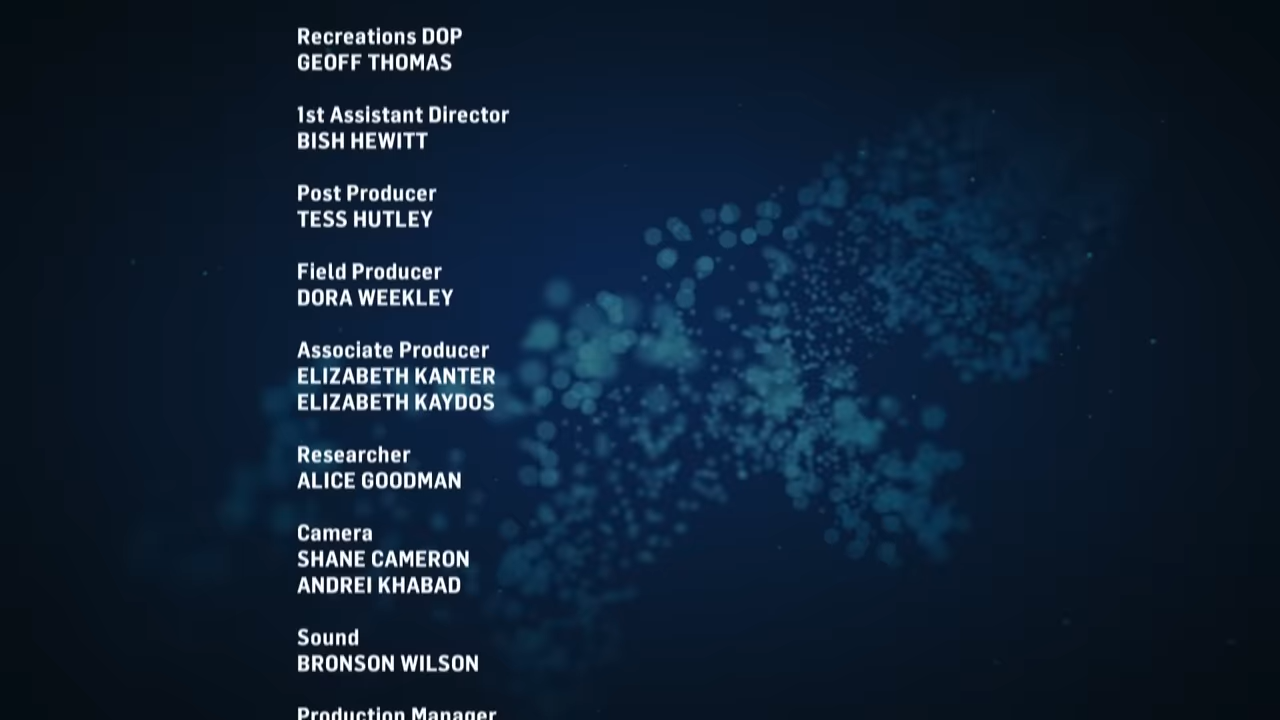 Recreations DOP
GEOFF THOMAS
1st Assistant Director
BISH HEWITT
Post Producer
TESS HUTLEY
Field Producer
DORA WEEKLEY
Associate Producer
ELIZABETH KANTER
ELIZABETH KAYDOS
Researcher
ALICE GOODMAN
Camera
SHANE CAMERON
ANDREI KHABAD
Sound
BRONSON WILSON
Production Manager